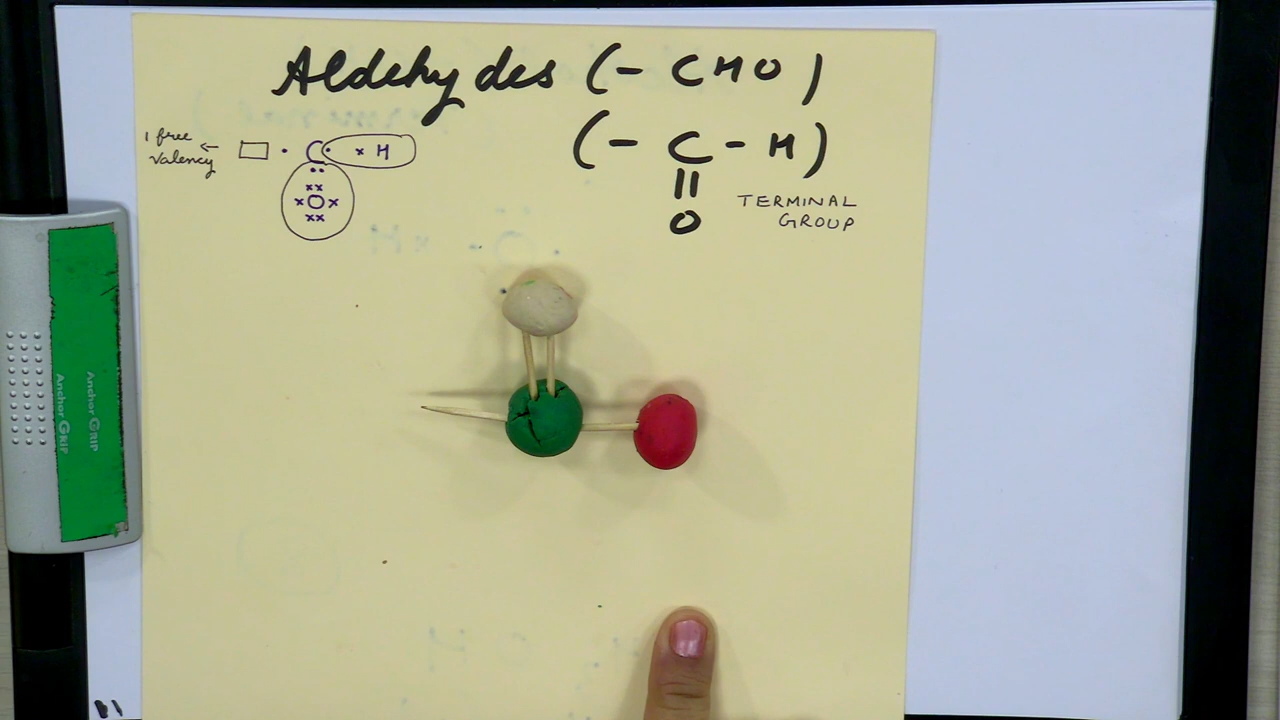 Aldehydes (- CHO)
(- C - H)
||
O
TERMINAL
GROUP
1 free
valency ← □ • C • × H
••
××
× O ×
××
Anchor GRIP
Anchor GRIP